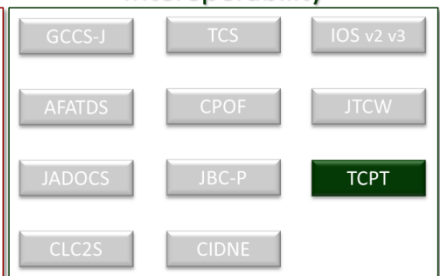 GCCS-J TCS IOS v2 v3
AFATDS CPOF JTCW
JADOCS JBC-P TCPT
CLC2S CIDNE